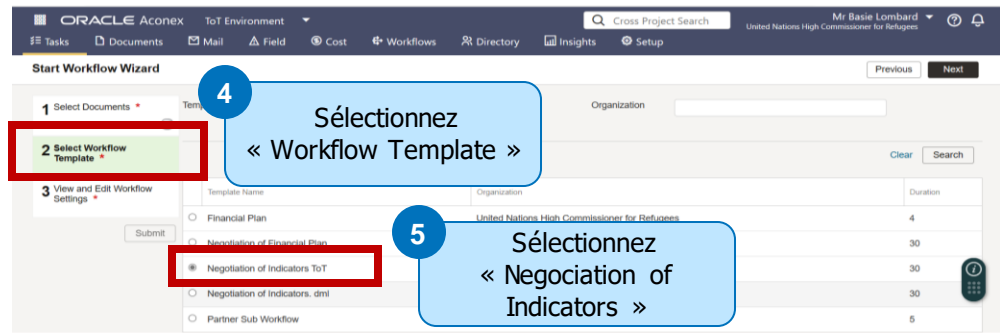 ORACLE Aconex ToT Environment Cross Project Search Mr Basie Lombard
United Nations High Commissioner for Refugees
Tasks Documents Mail Field Cost Workflows Directory Insights Setup
Start Workflow Wizard Previous Next
1 Select Documents *
Organization
4
Sélectionnez
« Workflow Template »
2 Select Workflow
Template *
Clear Search
3 View and Edit Workflow
Settings *
Submit
Template Name Organization Duration
Financial Plan United Nations High Commissioner for Refugees 4
Negotiation of Financial Plan 30
Negotiation of Indicators ToT 30
Negotiation of Indicators. dml 30
Partner Sub Workflow 5
5
Sélectionnez
« Negociation of
Indicators »